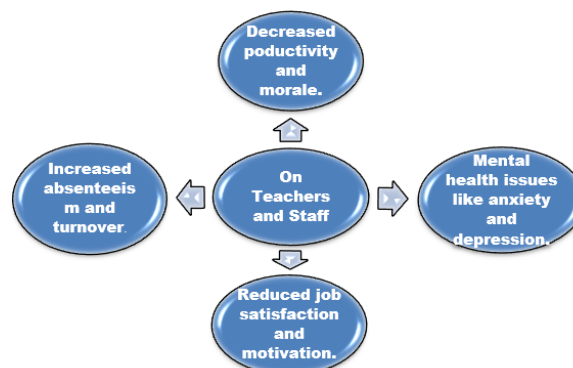 Decreased
poductivity
and
morale.
Increased
absenteeis
m and
turnover.
On
Teachers
and Staff
Mental
health issues
like anxiety
and
depression.
Reduced job
satisfaction
and
motivation.